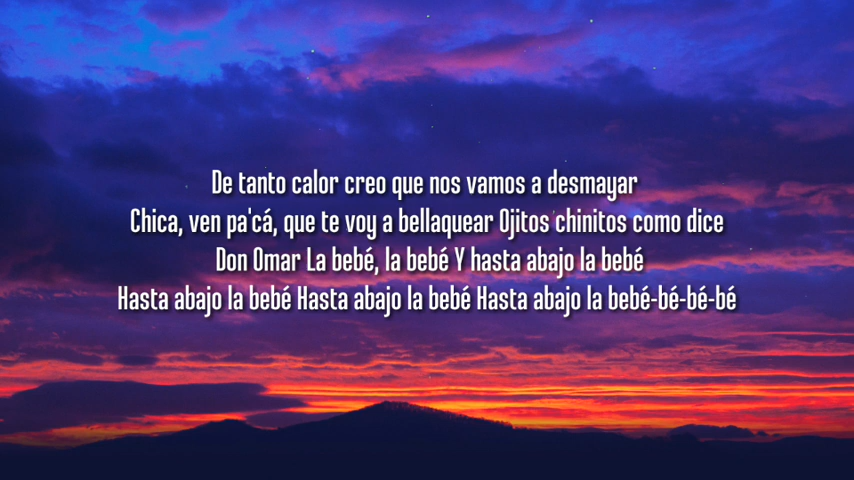 De tanto calor creo que nos vamos a desmayar
Chica, ven pa'cá, que te voy a bellaquear Ojitos chinitos como dice
Don Omar La bebé, la bebé Y hasta abajo la bebé
Hasta abajo la bebé Hasta abajo la bebé Hasta abajo la bebé-bé-bé-bé